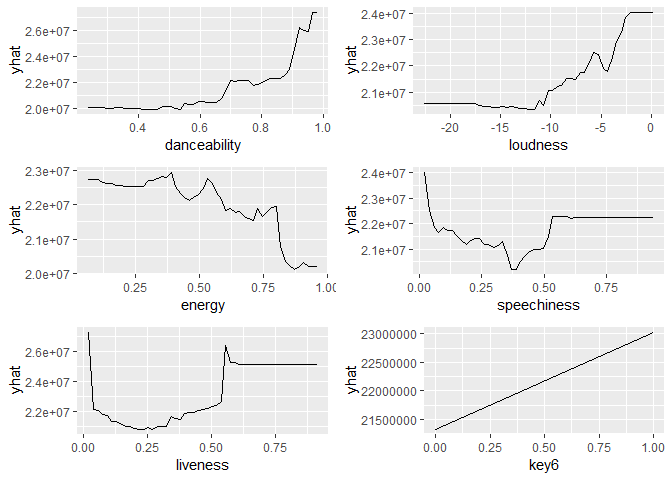 2.6e+07
2.4e+07
2.2e+07
2.0e+07
yhat
0.4
0.6
0.8
1.0
danceability
2.4e+07
2.3e+07
2.2e+07
2.1e+07
yhat
-20
-15
-10
-5
0
loudness
2.3e+07
2.2e+07
2.1e+07
2.0e+07
yhat
0.25
0.50
0.75
1.00
energy
2.4e+07
2.3e+07
2.2e+07
2.1e+07
yhat
0.00
0.25
0.50
0.75
speechiness
2.6e+07
2.4e+07
2.2e+07
yhat
0.00
0.25
0.50
0.75
liveness
23000000
22500000
22000000
21500000
yhat
0.00
0.25
0.50
0.75
1.00
key6